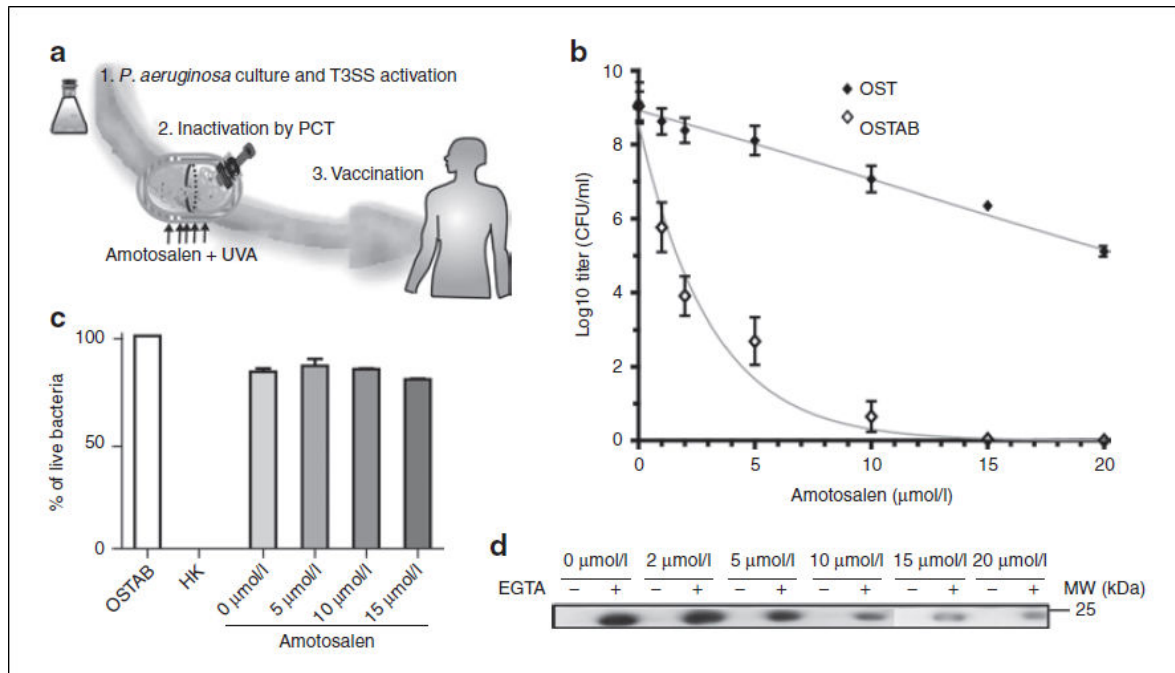 a
1. P. aeruginosa culture and T3SS activation
2. Inactivation by PCT
3. Vaccination
Amotosalen + UVA
b
10
8
6
4
2
0
Log10 titer (CFU/ml)
OST
OSTAB
0 5 10 15 20
Amotosalen (μmol/l)
c
100
50
0
% of live bacteria
OSTAB HK 0 μmol/l 5 μmol/l 10 μmol/l 15 μmol/l
Amotosalen
d
0 μmol/l 2 μmol/l 5 μmol/l 10 μmol/l 15 μmol/l 20 μmol/l
EGTA − + − + − + − + − + − + MW (kDa)
25